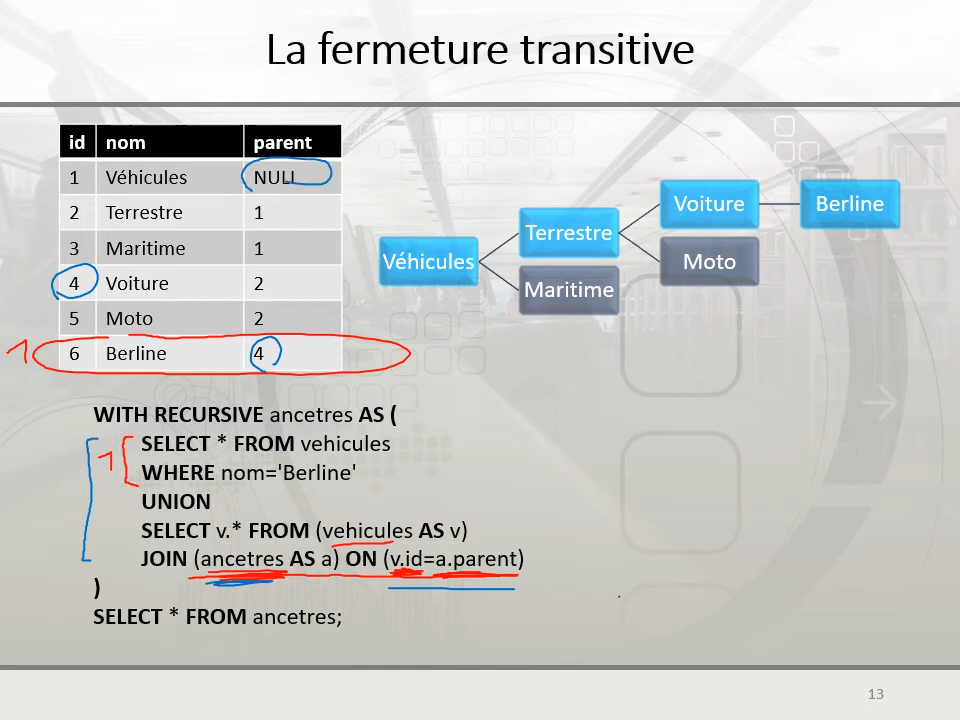 La fermeture transitive
id nom parent
1 Véhicules NULL
2 Terrestre 1
3 Maritime 1
4 Voiture 2
5 Moto 2
1 6 Berline 4
Véhicules
Terrestre
Maritime
Voiture
Moto
Berline
WITH RECURSIVE ancetres AS (
SELECT * FROM vehicules
1 WHERE nom='Berline'
UNION
SELECT v.* FROM (vehicules AS v)
JOIN (ancetres AS a) ON (v.id=a.parent)
)
SELECT * FROM ancetres;
13